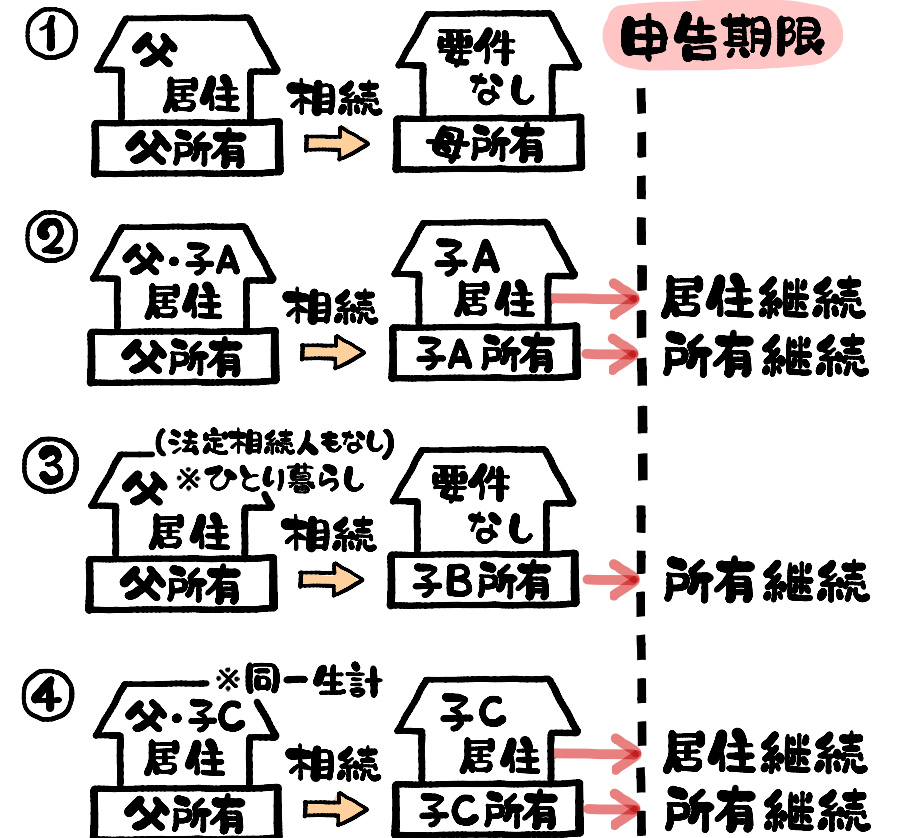 申告期限
①
父
居住
父所有
相続
要件
なし
母所有
②
父・子A
居住
父所有
相続
子A
居住
子A所有
居住継続
所有継続
③
(法定相続人もなし)
父 ※ひとり暮らし
居住
父所有
相続
要件
なし
子B所有
所有継続
④
※同一生計
父・子C
居住
父所有
相続
子C
居住
子C所有
居住継続
所有継続